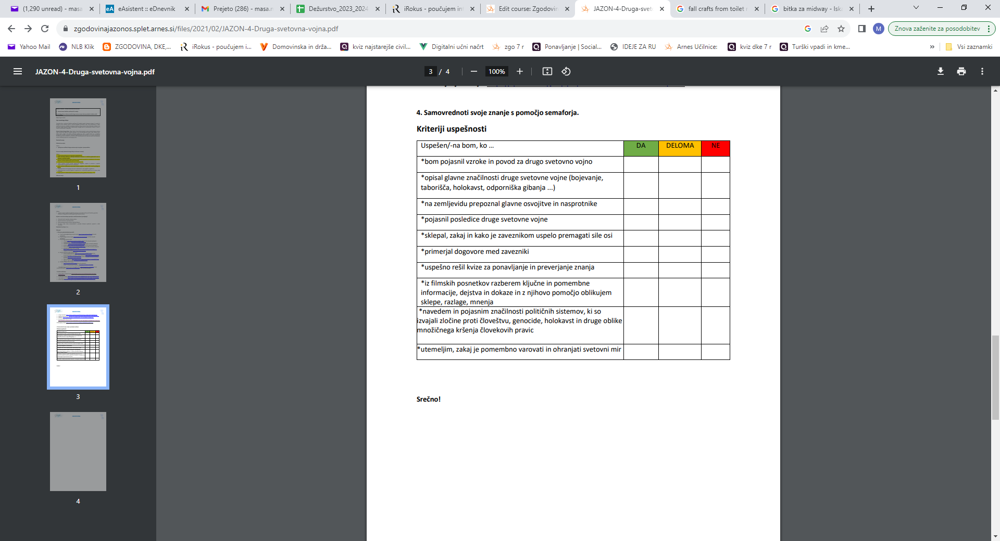 (1,290 unread) - masa
eAsistent :: eDnevnik
Prejeto (286) - masa.n
Dežurstvo_2023_2024
iRokus - poučujem int
Edit course: Zgodovin
JAZON-4-Druga-svet
fall crafts from toilet r
bitka za midway - Iska
zgodovinajazonos.splet.arnes.si/files/2021/02/JAZON-4-Druga-svetovna-vojna.pdf
M
Znova zaženite za posodobitev
Yahoo Mail
NLB Klik
ZGODOVINA, DKE,...
iRokus - poučujem i...
Domovinska in drža...
kviz najstarejše civil...
Digitalni učni načrt
zgo 7 r
Ponavljanje | Social...
IDEJE ZA RU
Arnes Učilnice:
kviz dke 7 r
Turški vpadi in kme...
»
Vsi zaznamki
JAZON-4-Druga-svetovna-vojna.pdf
3 / 4
100%
1
2
3
4
4. Samovrednoti svoje znanje s pomočjo semaforja.
Kriteriji uspešnosti
Uspešen/-na bom, ko ... DA DELOMA NE
*bom pojasnil vzroke in povod za drugo svetovno vojno
*opisal glavne značilnosti druge svetovne vojne (bojevanje,
taborišča, holokavst, odporniška gibanja ...)
*na zemljevidu prepoznal glavne osvojitve in nasprotnike
*pojasnil posledice druge svetovne vojne
*sklepal, zakaj in kako je zaveznikom uspelo premagati sile osi
*primerjal dogovore med zavezniki
*uspešno rešil kvize za ponavljanje in preverjanje znanja
*iz filmskih posnetkov razberem ključne in pomembne
informacije, dejstva in dokaze in z njihovo pomočjo oblikujem
sklepe, razlage, mnenja
*navedem in pojasnim značilnosti političnih sistemov, ki so
izvajali zločine proti človeštvu, genocide, holokavst in druge oblike
množičnega kršenja človekovih pravic
*utemeljim, zakaj je pomembno varovati in ohranjati svetovni mir
Srečno!